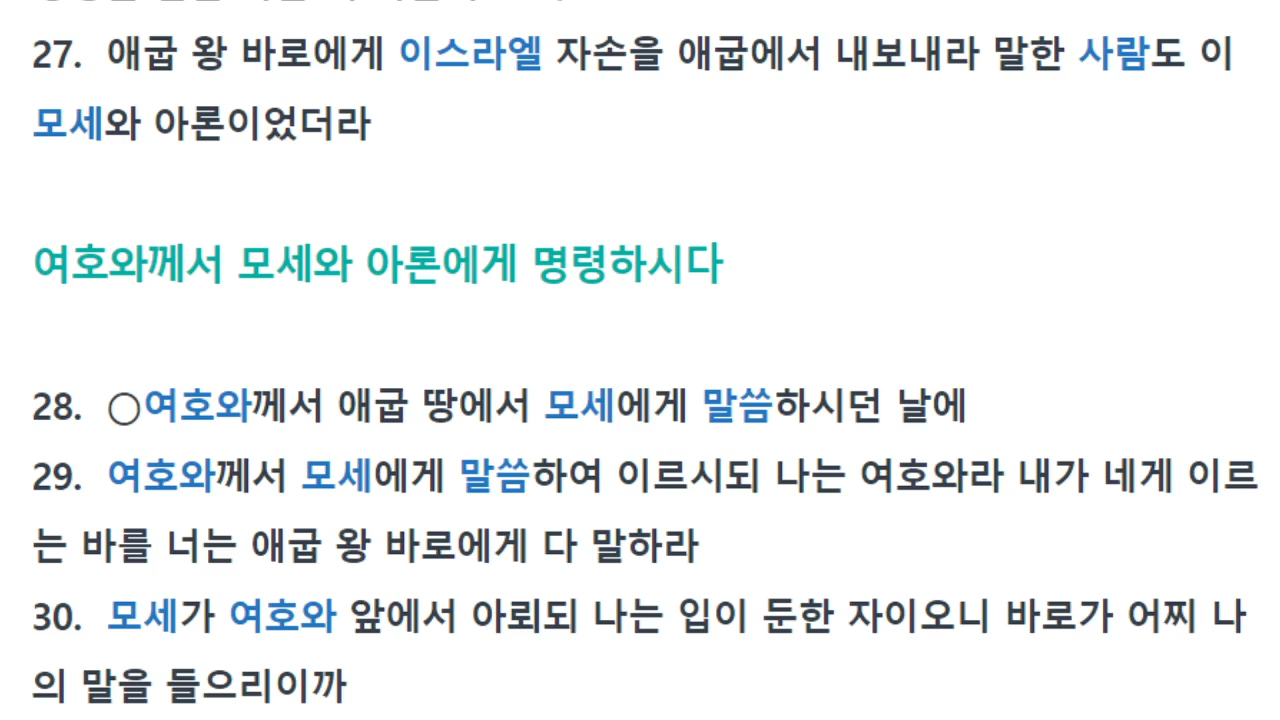 27. 애굽 왕 바로에게 이스라엘 자손을 애굽에서 내보내라 말한 사람도 이
모세와 아론이었더라
여호와께서 모세와 아론에게 명령하시다
28. ○여호와께서 애굽 땅에서 모세에게 말씀하시던 날에
29. 여호와께서 모세에게 말씀하여 이르시되 나는 여호와라 내가 네게 이르
는 바를 너는 애굽 왕 바로에게 다 말하라
30. 모세가 여호와 앞에서 아뢰되 나는 입이 둔한 자이오니 바로가 어찌 나
의 말을 들으리이까